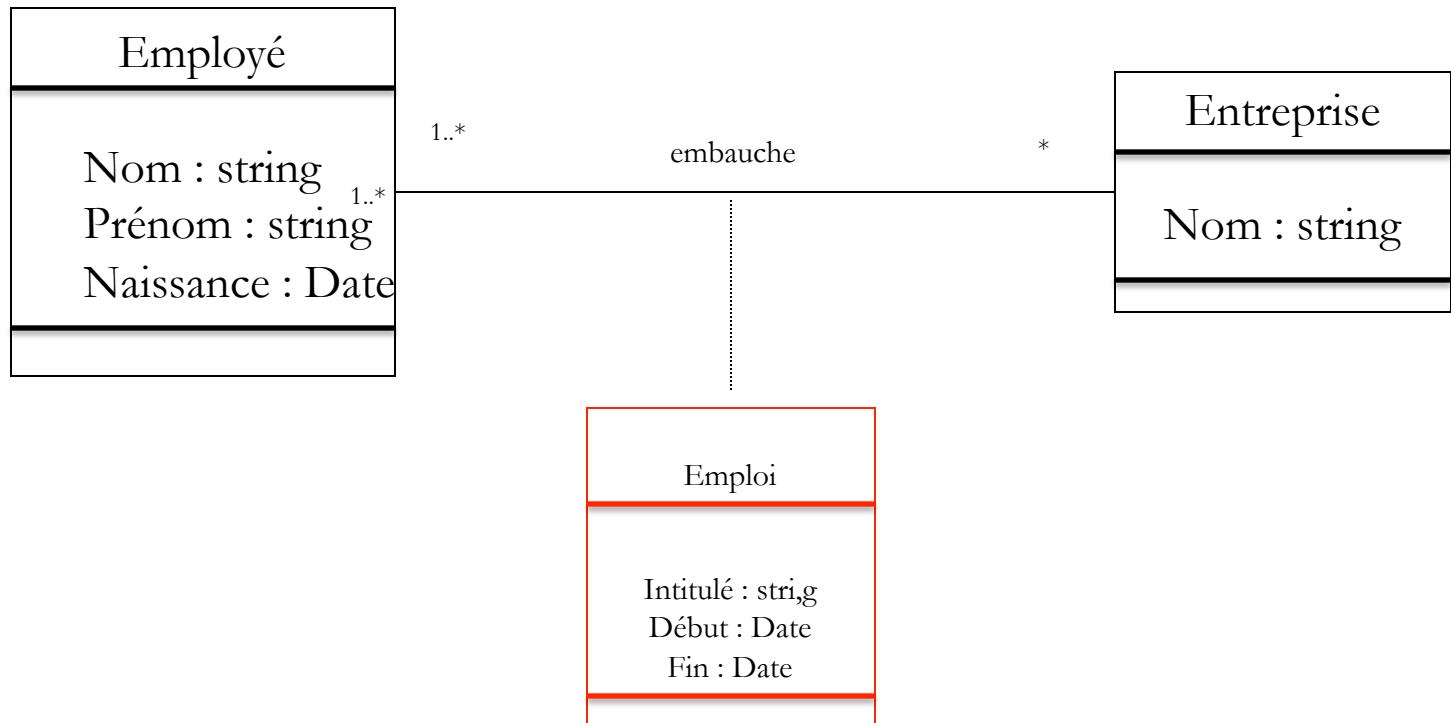 Employé
Nom : string
Prénom : string
Naissance : Date
1..*
1..*
embauche
*
Entreprise
Nom : string
Emploi
Intitulé : stri,g
Début : Date
Fin : Date